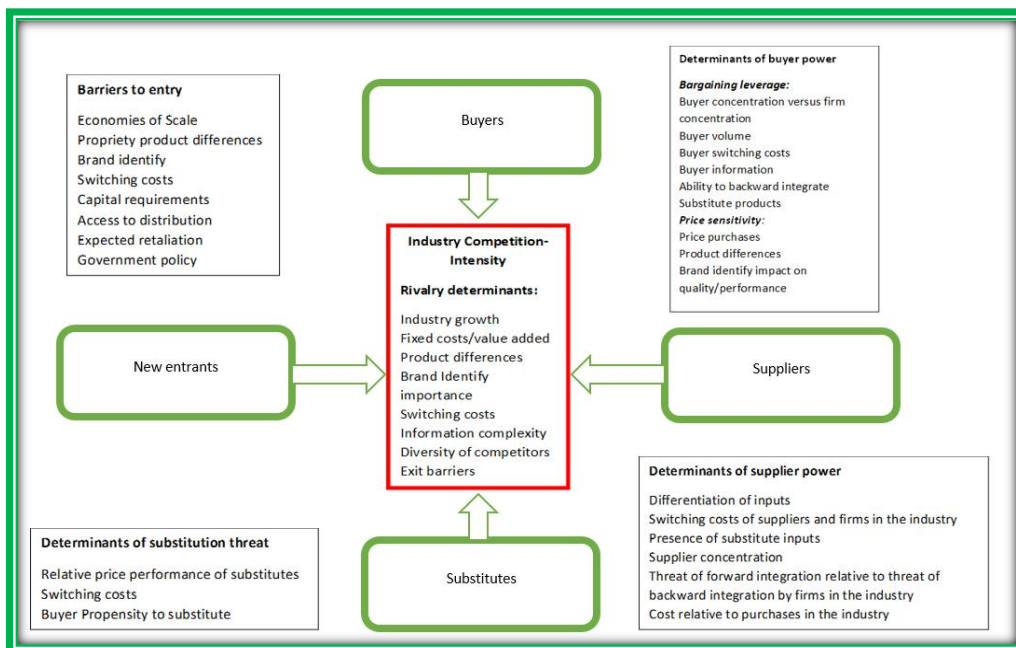 Barriers to entry
Economies of Scale
Propriety product differences
Brand identify
Switching costs
Capital requirements
Access to distribution
Expected retaliation
Government policy
Buyers
Determinants of buyer power
Bargaining leverage:
Buyer concentration versus firm
concentration
Buyer volume
Buyer switching costs
Buyer information
Ability to backward integrate
Substitute products
Price sensitivity:
Price purchases
Product differences
Brand identify impact on
quality/performance
New entrants
Industry Competition-
Intensity
Rivalry determinants:
Industry growth
Fixed costs/value added
Product differences
Brand Identify
importance
Switching costs
Information complexity
Diversity of competitors
Exit barriers
Suppliers
Determinants of substitution threat
Relative price performance of substitutes
Switching costs
Buyer Propensity to substitute
Substitutes
Determinants of supplier power
Differentiation of inputs
Switching costs of suppliers and firms in the industry
Presence of substitute inputs
Supplier concentration
Threat of forward integration relative to threat of
backward integration by firms in the industry
Cost relative to purchases in the industry